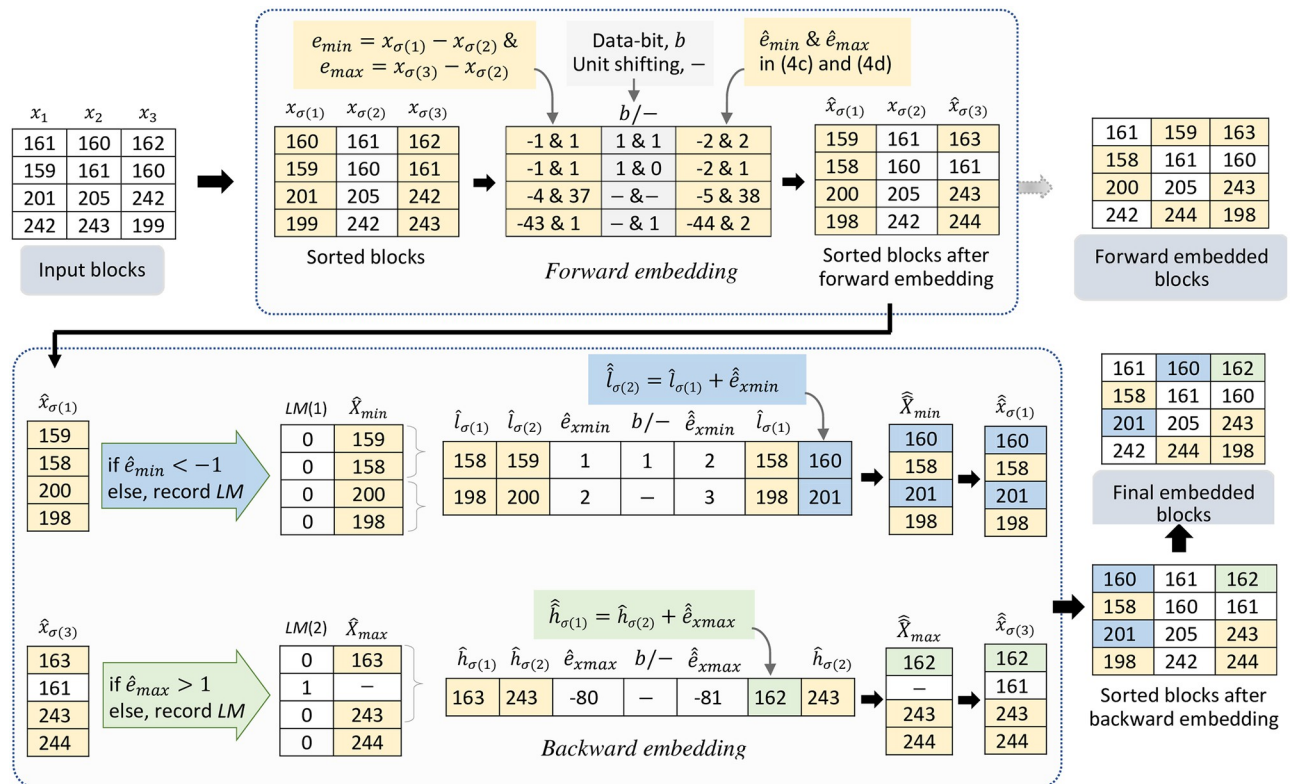 e_min = x_σ(1) − x_σ(2) &
e_max = x_σ(3) − x_σ(2)
Data-bit, b
Unit shifting, −
ê_min & ê_max
in (4c) and (4d)
x_1 x_2 x_3
161 160 162
159 161 160
201 205 242
242 243 199
Input blocks
x_σ(1) x_σ(2) x_σ(3)
160 161 162
159 160 161
201 205 242
199 242 243
Sorted blocks
b/−
-1 & 1 1 & 1 -2 & 2
-1 & 1 1 & 0 -2 & 1
-4 & 37 − &− -5 & 38
-43 & 1 − & 1 -44 & 2
Forward embedding
x̂_σ(1) x_σ(2) x̂_σ(3)
159 161 163
158 160 161
200 205 243
198 242 244
Sorted blocks after
forward embedding
161 159 163
158 161 160
200 205 243
242 244 198
Forward embedded
blocks
x̂_σ(1)
159
158
200
198
if ê_min < −1
else, record LM
LM(1) X̂_min
0 159
0 158
0 200
0 198
l̂̂_σ(2) = l̂_σ(1) + ê̂_xmin
l̂_σ(1) l̂_σ(2) ê_xmin b/− ê̂_xmin l̂_σ(1)
158 159 1 1 2 158 160
198 200 2 − 3 198 201
X̂̂_min
160
158
201
198
x̂̂_σ(1)
160
158
201
198
x̂_σ(3)
163
161
243
244
if ê_max > 1
else, record LM
LM(2) X̂_max
0 163
1 −
0 243
0 244
ĥ̂_σ(1) = ĥ_σ(2) + ê̂_xmax
ĥ_σ(1) ĥ_σ(2) ê_xmax b/− ê̂_xmax ĥ_σ(2)
163 243 -80 − -81 162 243
Backward embedding
X̂̂_max
162
−
243
244
x̂̂_σ(3)
162
161
243
244
161 160 162
158 161 160
201 205 243
242 244 198
Final embedded
blocks
160 161 162
158 160 161
201 205 243
198 242 244
Sorted blocks after
backward embedding